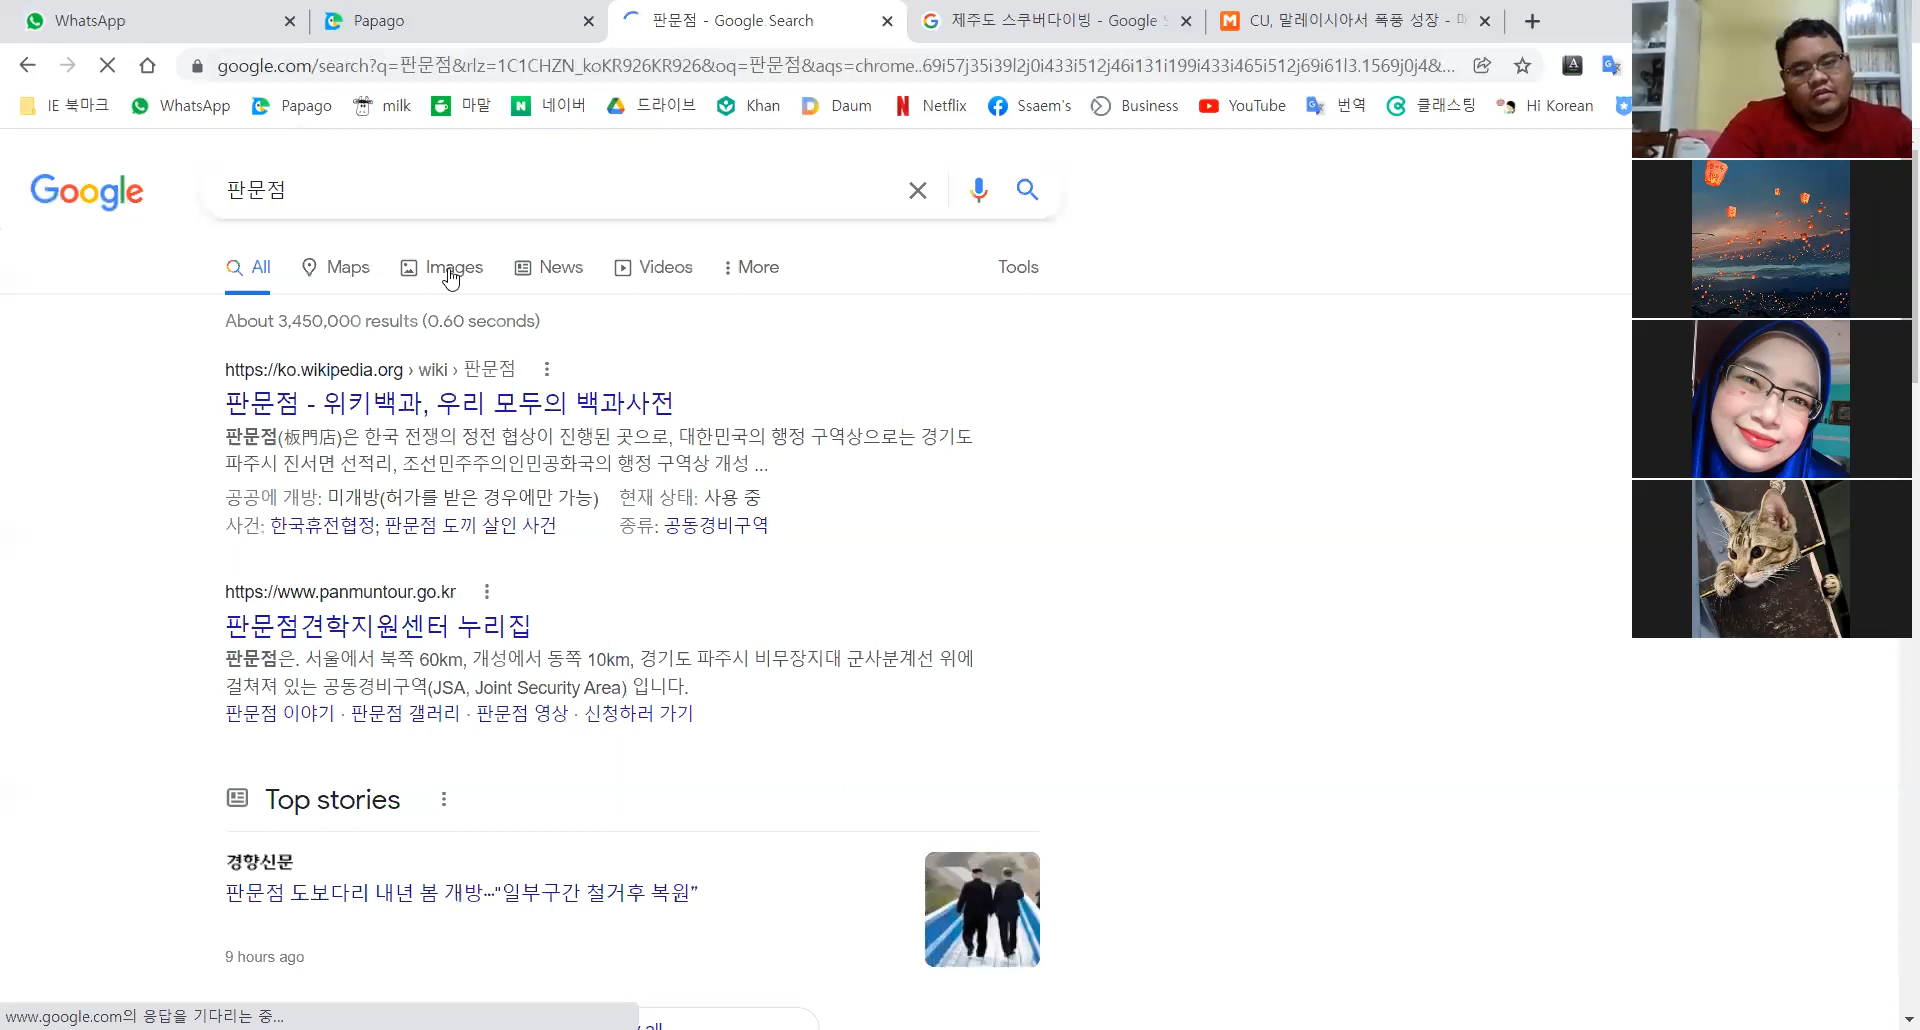 WhatsApp
Papago
판문점 - Google Search
제주도 스쿠버다이빙 - Google
CU, 말레이시아서 폭풍 성장 -
google.com/search?q=판문점&rlz=1C1CHZN_koKR926KR926&oq=판문점&aqs=chrome..69i57j35i39l2j0i433i512j46i131i199i433i465i512j69i61l3.1569j0j4&...
IE 북마크
WhatsApp
Papago
milk
마말
네이버
드라이브
Khan
Daum
Netflix
Ssaem's
Business
YouTube
번역
클래스팅
Hi Korean
Google
판문점
All
Maps
Images
News
Videos
More
Tools
About 3,450,000 results (0.60 seconds)
https://ko.wikipedia.org › wiki › 판문점
판문점 - 위키백과, 우리 모두의 백과사전
판문점(板門店)은 한국 전쟁의 정전 협상이 진행된 곳으로, 대한민국의 행정 구역상으로는 경기도
파주시 진서면 선적리, 조선민주주의인민공화국의 행정 구역상 개성 ...
공공에 개방: 미개방(허가를 받은 경우에만 가능) 현재 상태: 사용 중
사건: 한국휴전협정; 판문점 도끼 살인 사건 종류: 공동경비구역
https://www.panmuntour.go.kr
판문점견학지원센터 누리집
판문점은. 서울에서 북쪽 60km, 개성에서 동쪽 10km, 경기도 파주시 비무장지대 군사분계선 위에
걸쳐져 있는 공동경비구역(JSA, Joint Security Area) 입니다.
판문점 이야기 · 판문점 갤러리 · 판문점 영상 · 신청하러 가기
Top stories
경향신문
판문점 도보다리 내년 봄 개방···"일부구간 철거후 복원”
9 hours ago
www.google.com의 응답을 기다리는 중...